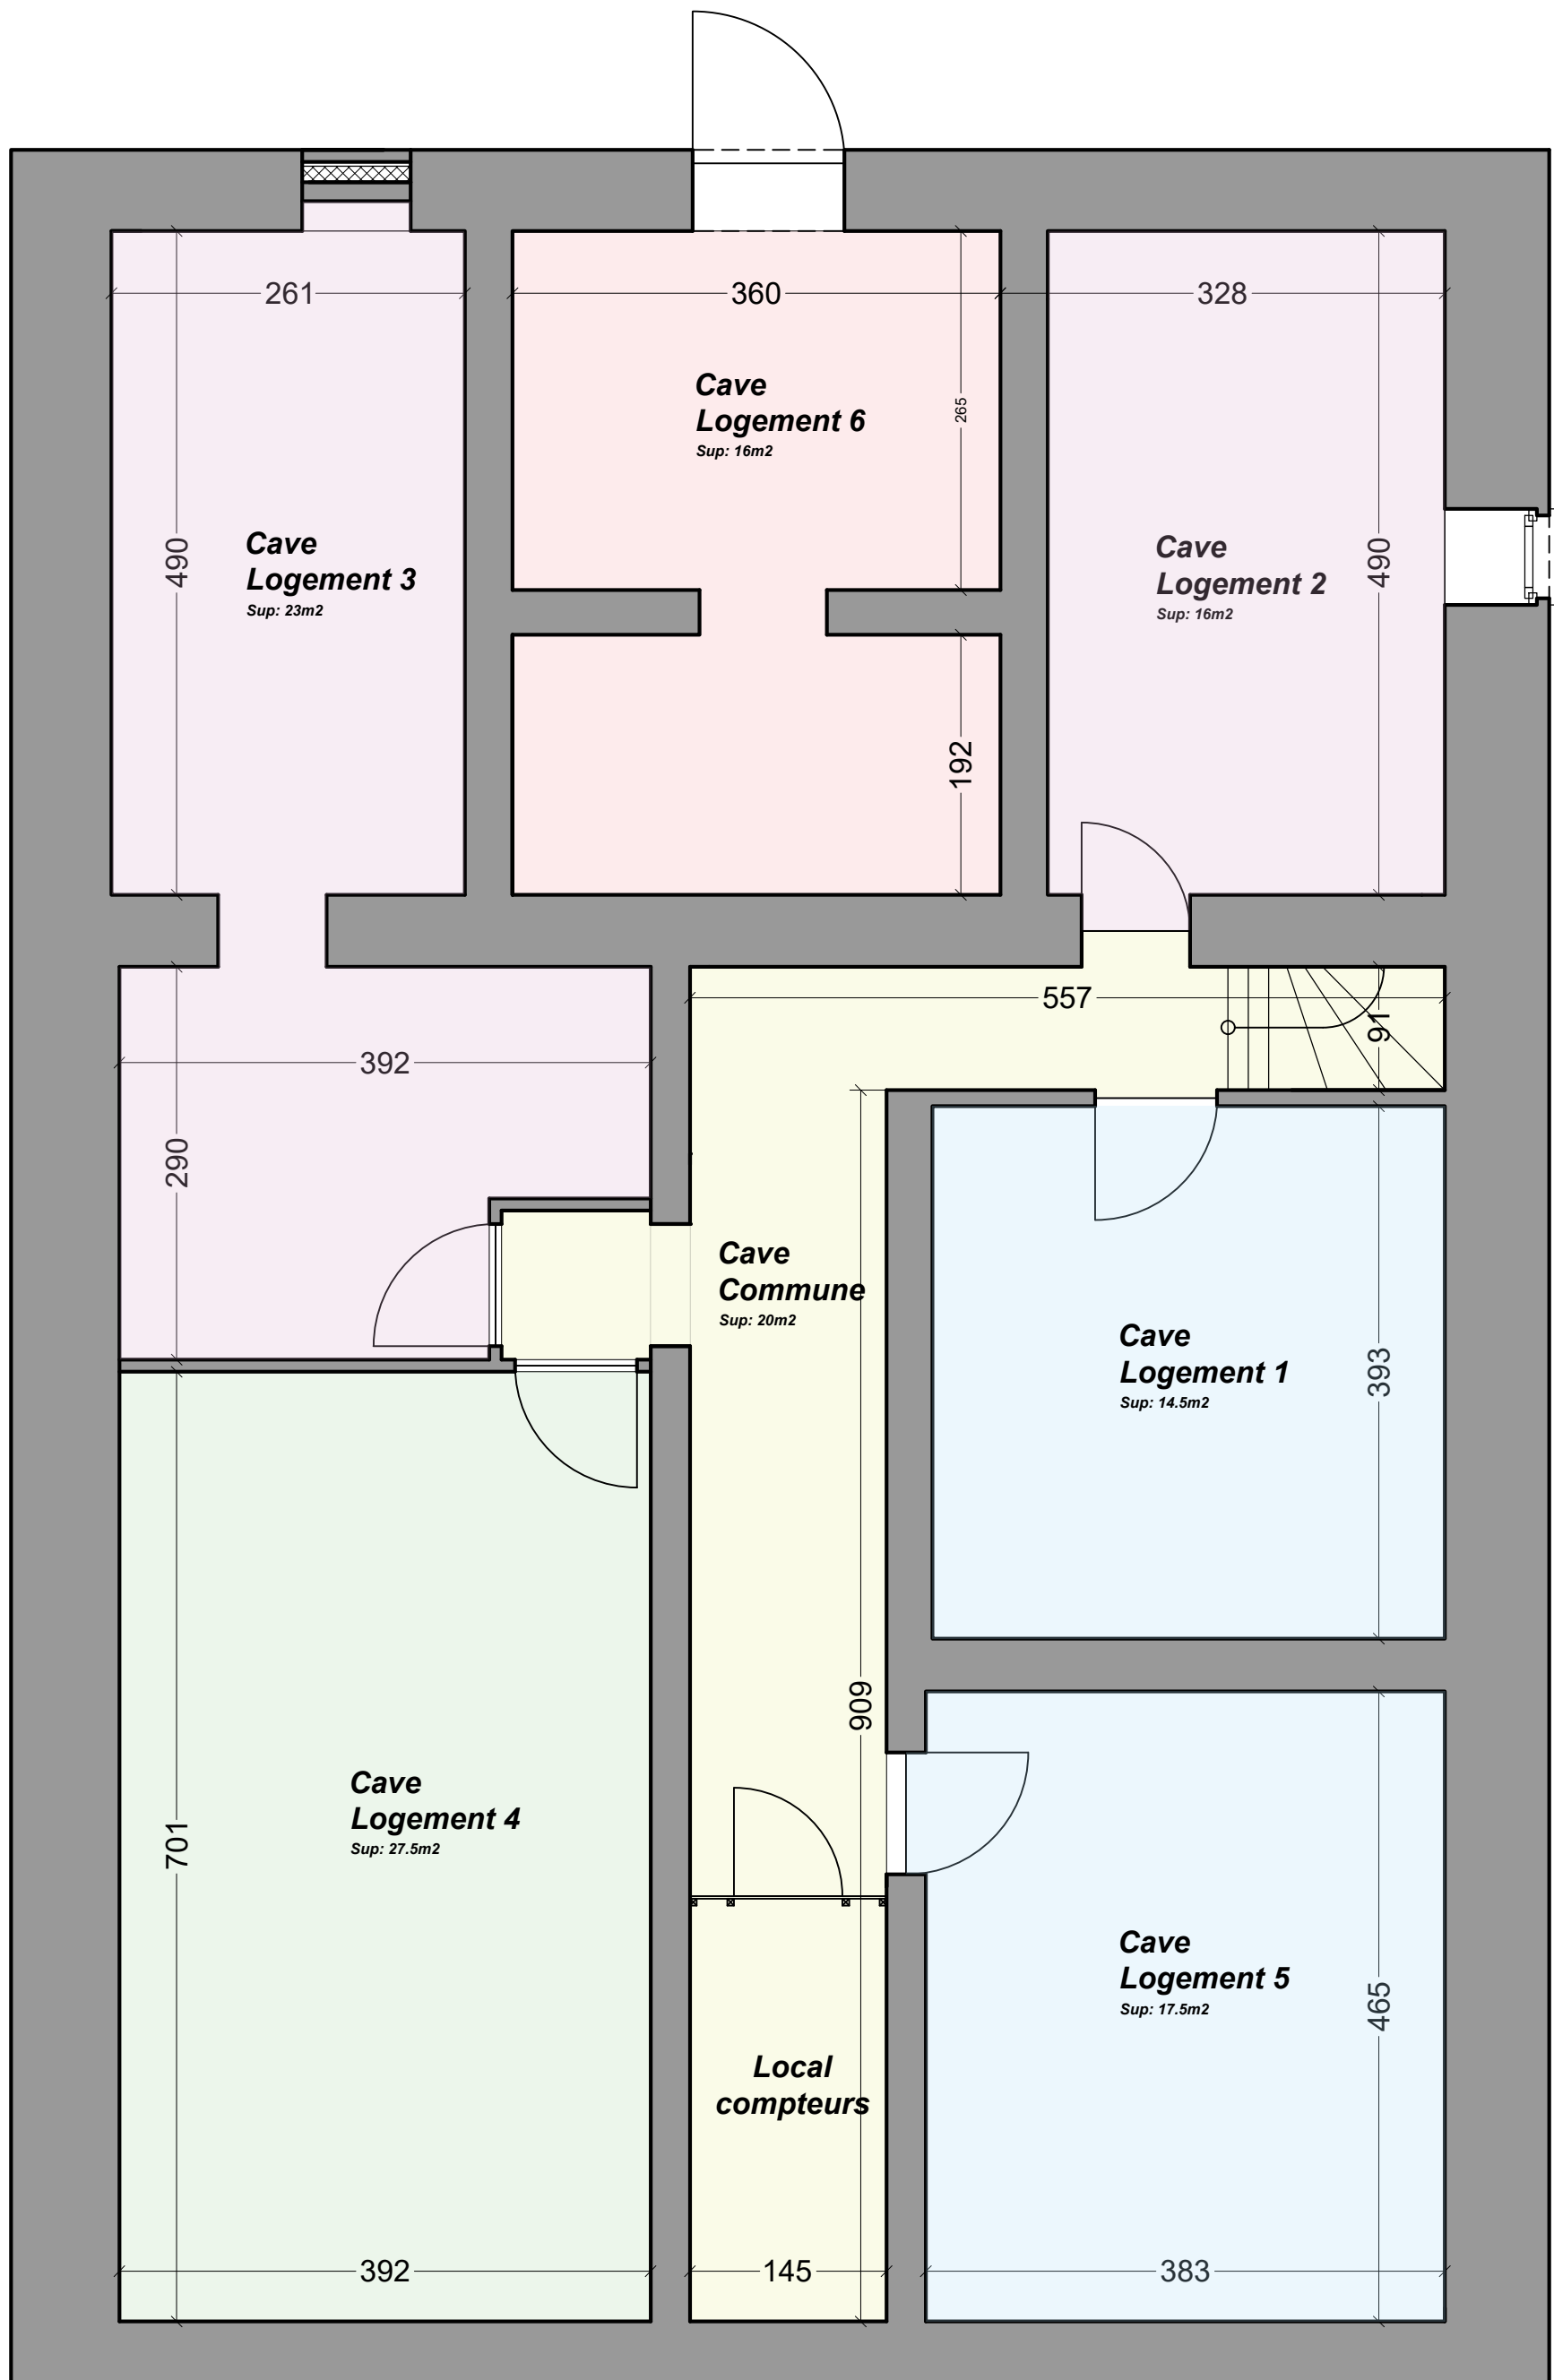 261
360
328
Cave
Logement 6
Sup: 16m2
265
490
Cave
Logement 3
Sup: 23m2
Cave
Logement 2
Sup: 16m2
490
192
557
91
392
290
Cave
Commune
Sup: 20m2
Cave
Logement 1
Sup: 14.5m2
393
909
Cave
Logement 4
Sup: 27.5m2
701
Cave
Logement 5
Sup: 17.5m2
465
Local
compteurs
392
145
383